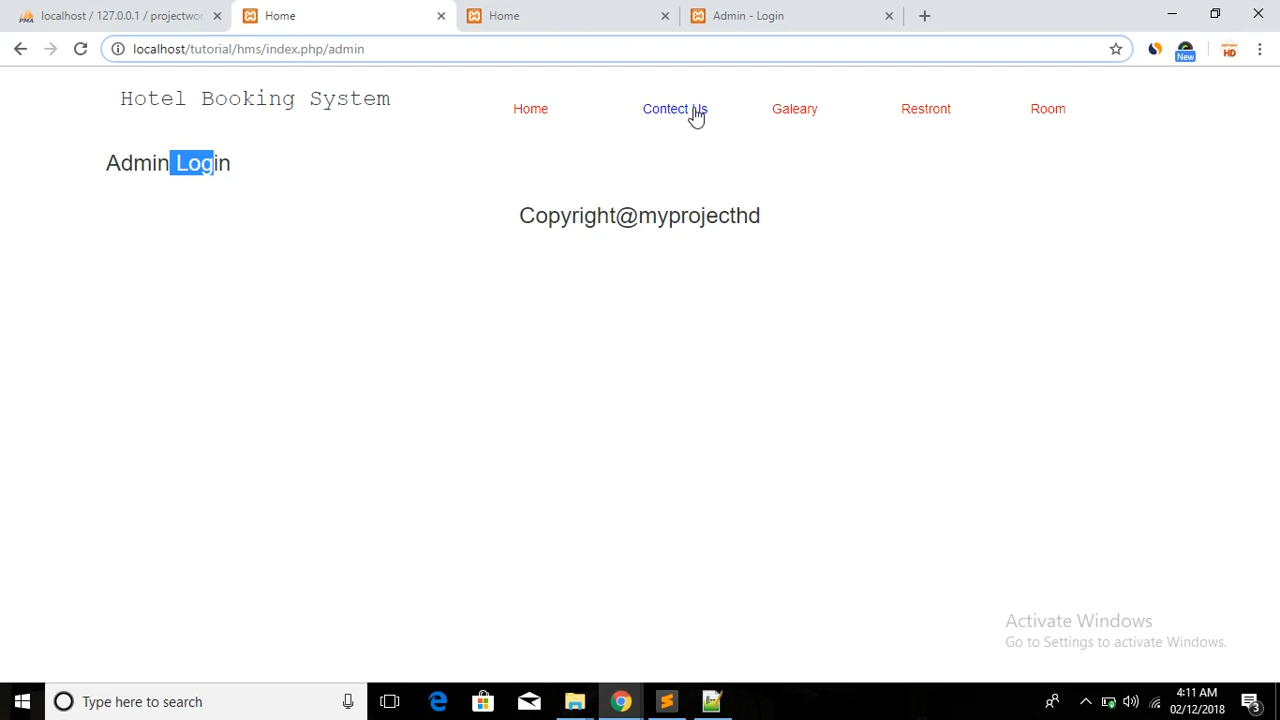 localhost / 127.0.0.1 / projectwor
Home
Home
Admin - Login
localhost/tutorial/hms/index.php/admin
New
HD
Hotel Booking System
Home
Contect Us
Galeary
Restront
Room
Admin Login
Copyright@myprojecthd
Activate Windows
Go to Settings to activate Windows.
Type here to search
4:11 AM
02/12/2018
3